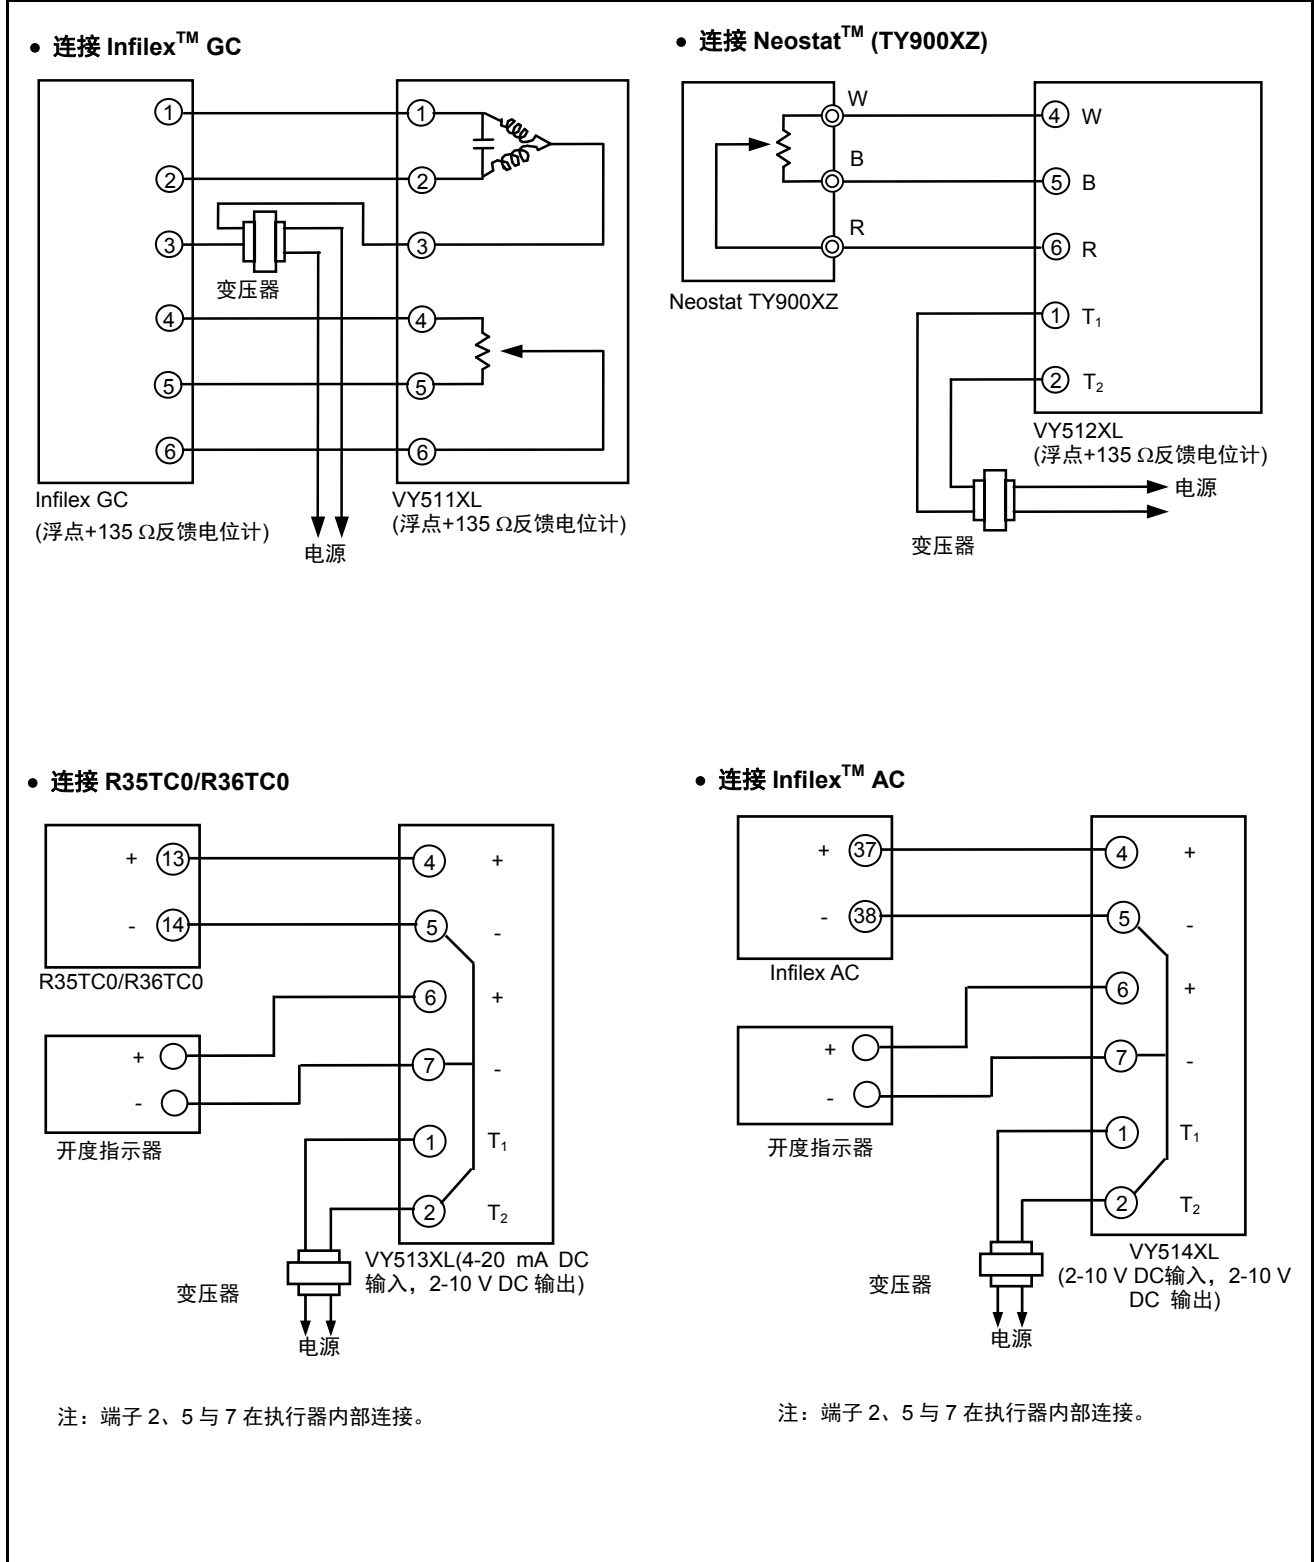 • 连接 Infilex™ GC
1
2
3
4
5
6
1
2
3
4
5
6
变压器
Infilex GC
(浮点+135 Ω反馈电位计)
电源
VY511XL
(浮点+135 Ω反馈电位计)
• 连接 Neostat™ (TY900XZ)
W
B
R
Neostat TY900XZ
4 W
5 B
6 R
1 T₁
2 T₂
VY512XL
(浮点+135 Ω反馈电位计)
电源
变压器
• 连接 R35TC0/R36TC0
+ 13
- 14
R35TC0/R36TC0
+
-
开度指示器
4 +
5 -
6 +
7 -
1 T₁
2 T₂
VY513XL(4-20 mA DC
输入，2-10 V DC 输出)
变压器
电源
注：端子 2、5 与 7 在执行器内部连接。
• 连接 Infilex™ AC
+ 37
- 38
Infilex AC
+
-
开度指示器
4 +
5 -
6 +
7 -
1 T₁
2 T₂
VY514XL
(2-10 V DC输入，2-10 V
DC 输出)
变压器
电源
注：端子 2、5 与 7 在执行器内部连接。